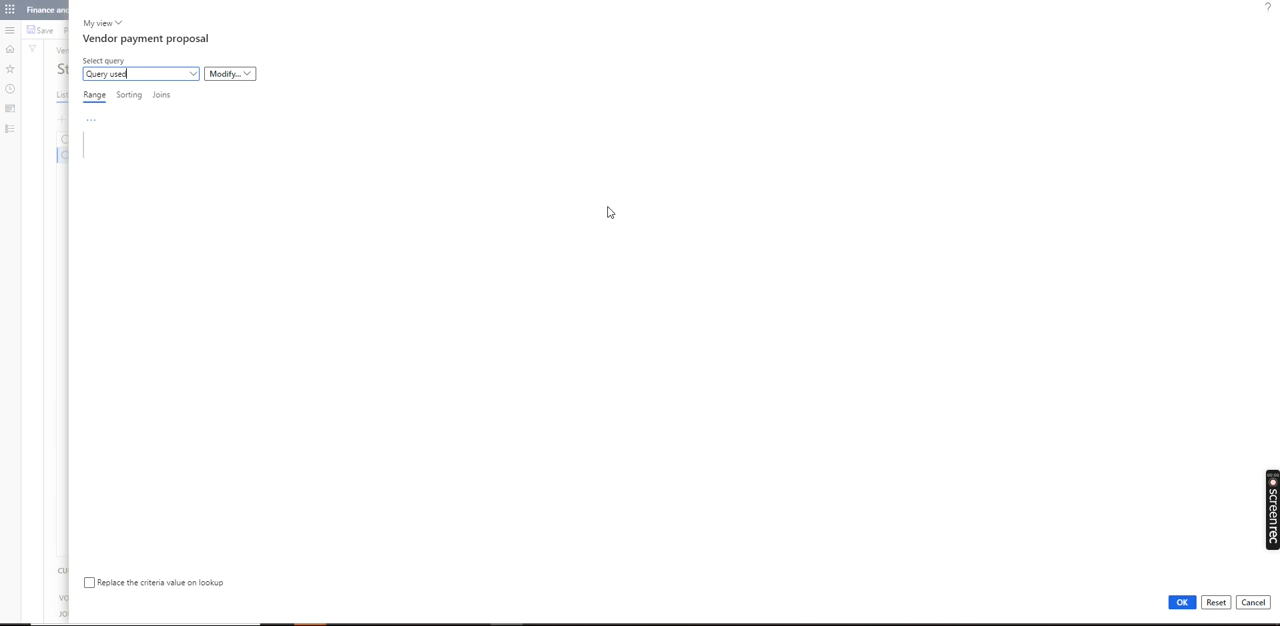 Finance and
?
Save
My view
Vendor payment proposal
Select query
Query used
Modify...
Range Sorting Joins
...
Replace the criteria value on lookup
OK Reset Cancel
screenrec